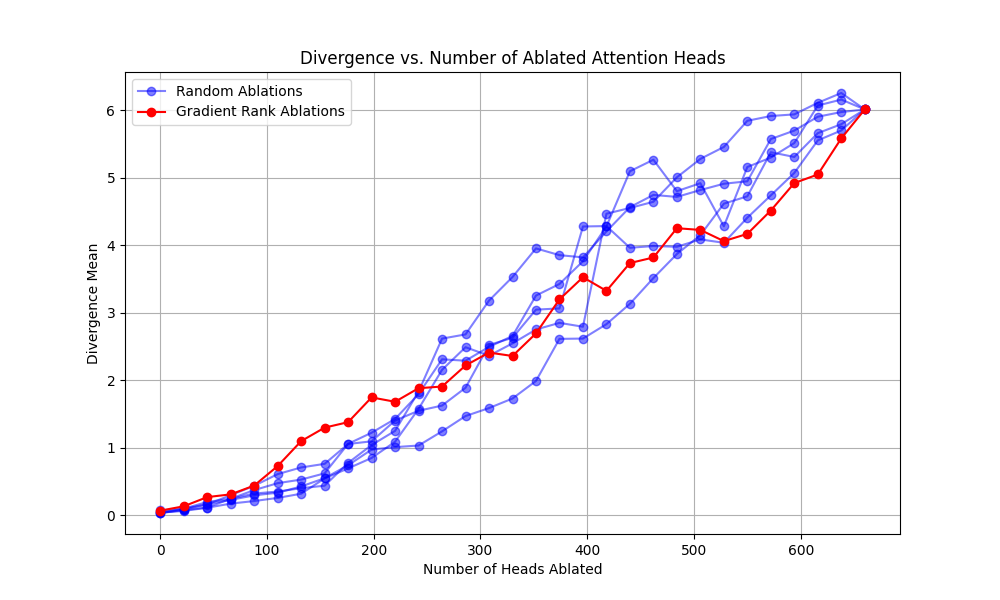 Divergence vs. Number of Ablated Attention Heads
Random Ablations
Gradient Rank Ablations
Divergence Mean
6
5
4
3
2
1
0
0 100 200 300 400 500 600
Number of Heads Ablated